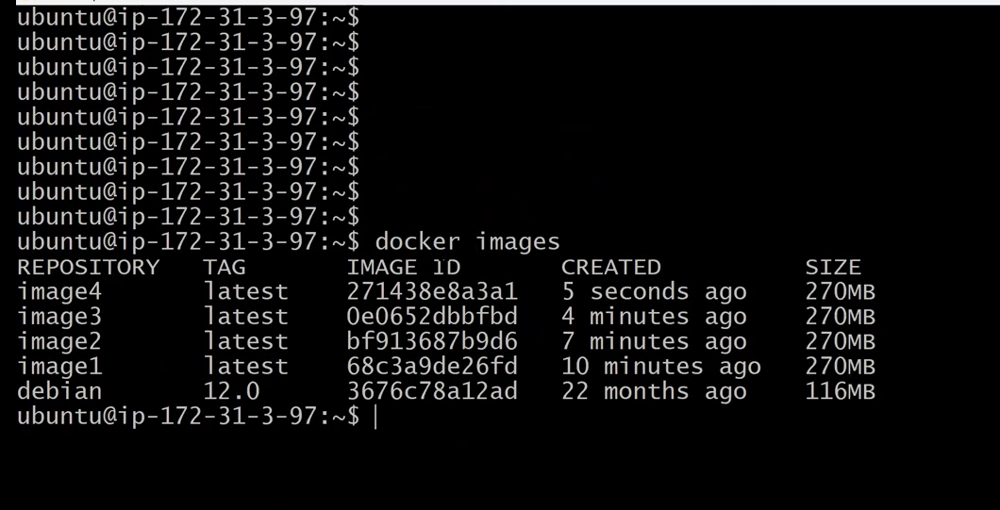 ubuntu@ip-172-31-3-97:~$
ubuntu@ip-172-31-3-97:~$
ubuntu@ip-172-31-3-97:~$
ubuntu@ip-172-31-3-97:~$
ubuntu@ip-172-31-3-97:~$
ubuntu@ip-172-31-3-97:~$
ubuntu@ip-172-31-3-97:~$
ubuntu@ip-172-31-3-97:~$
ubuntu@ip-172-31-3-97:~$
ubuntu@ip-172-31-3-97:~$ docker images
REPOSITORY TAG IMAGE ID CREATED SIZE
image4 latest 271438e8a3a1 5 seconds ago 270MB
image3 latest 0e0652dbbfbd 4 minutes ago 270MB
image2 latest bf913687b9d6 7 minutes ago 270MB
image1 latest 68c3a9de26fd 10 minutes ago 270MB
debian 12.0 3676c78a12ad 22 months ago 116MB
ubuntu@ip-172-31-3-97:~$